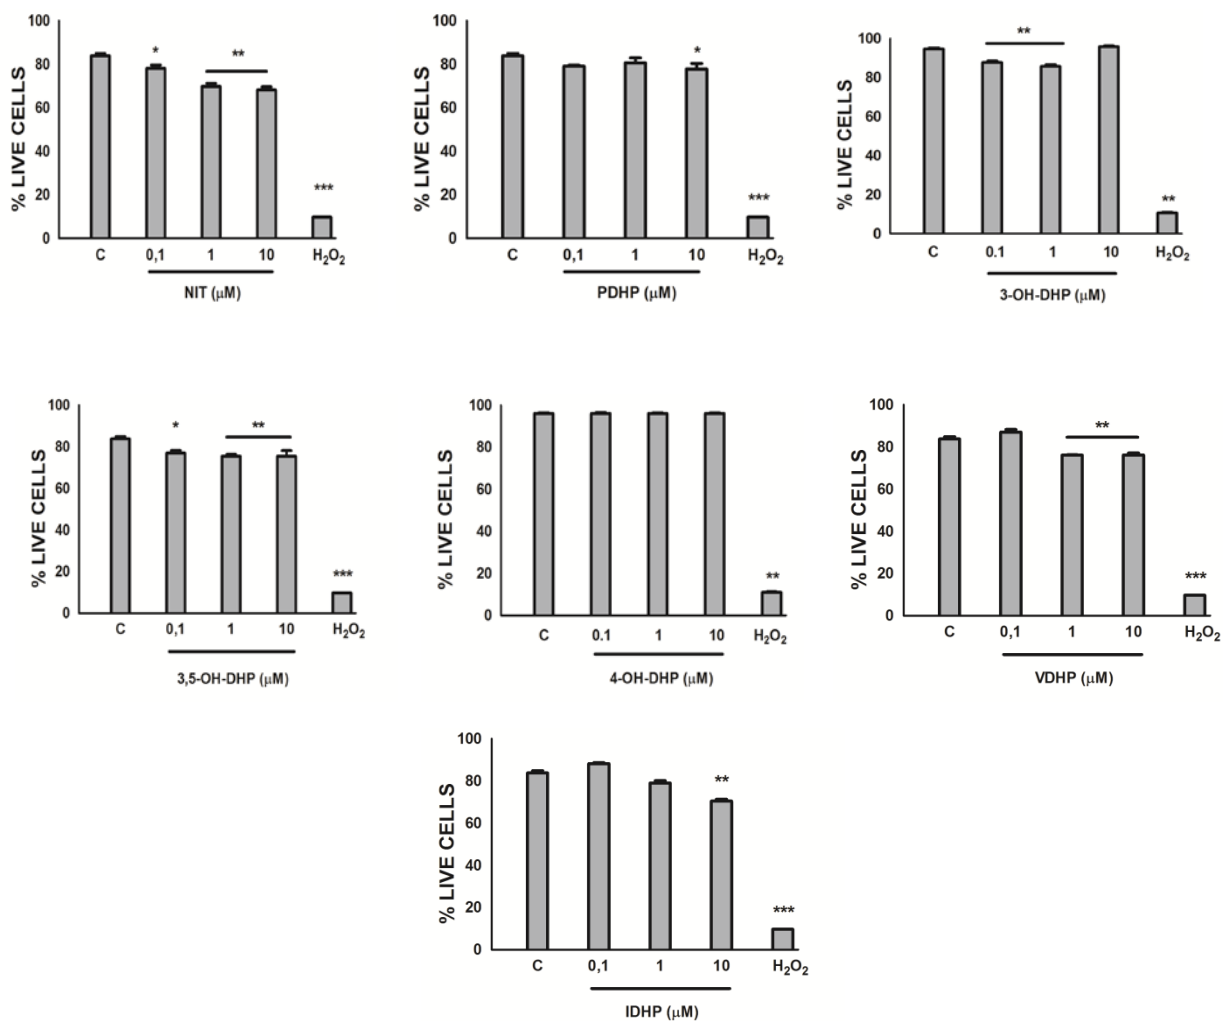 % LIVE CELLS
100
80
60
40
20
0
*
**
***
C 0,1 1 10 H₂O₂
NIT (µM)
% LIVE CELLS
100
80
60
40
20
0
*
***
C 0,1 1 10 H₂O₂
PDHP (µM)
% LIVE CELLS
100
80
60
40
20
0
**
**
C 0.1 1 10 H₂O₂
3-OH-DHP (µM)
% LIVE CELLS
100
80
60
40
20
0
*
**
***
C 0,1 1 10 H₂O₂
3,5-OH-DHP (µM)
% LIVE CELLS
100
80
60
40
20
0
**
C 0.1 1 10 H₂O₂
4-OH-DHP (µM)
% LIVE CELLS
100
80
60
40
20
0
**
***
C 0,1 1 10 H₂O₂
VDHP (µM)
% LIVE CELLS
100
80
60
40
20
0
**
***
C 0,1 1 10 H₂O₂
IDHP (µM)